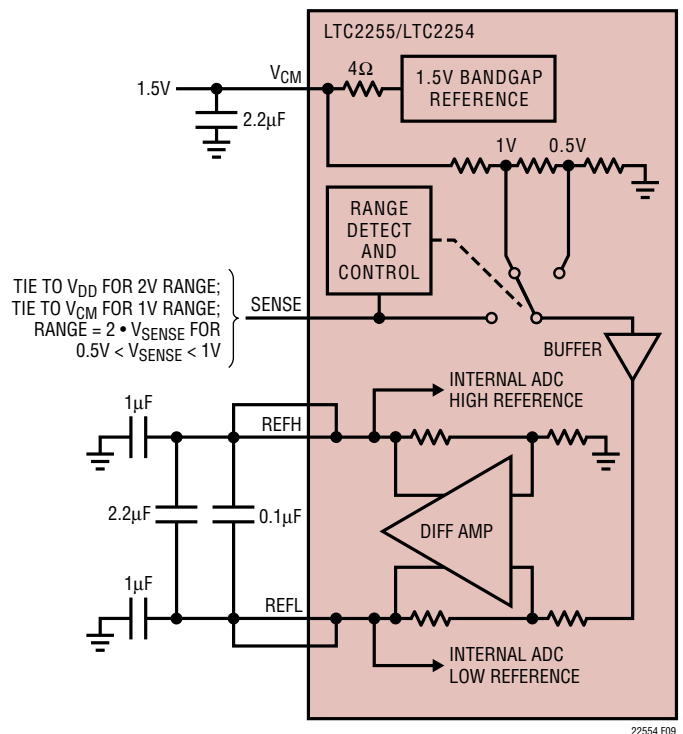 LTC2255/LTC2254
1.5V
VCM
4Ω
1.5V BANDGAP
REFERENCE
2.2μF
1V
0.5V
RANGE
DETECT
AND
CONTROL
TIE TO VDD FOR 2V RANGE;
TIE TO VCM FOR 1V RANGE;
RANGE = 2 • VSENSE FOR
0.5V < VSENSE < 1V
SENSE
BUFFER
INTERNAL ADC
HIGH REFERENCE
1μF
REFH
2.2μF
0.1μF
DIFF AMP
1μF
REFL
INTERNAL ADC
LOW REFERENCE
22554 F09